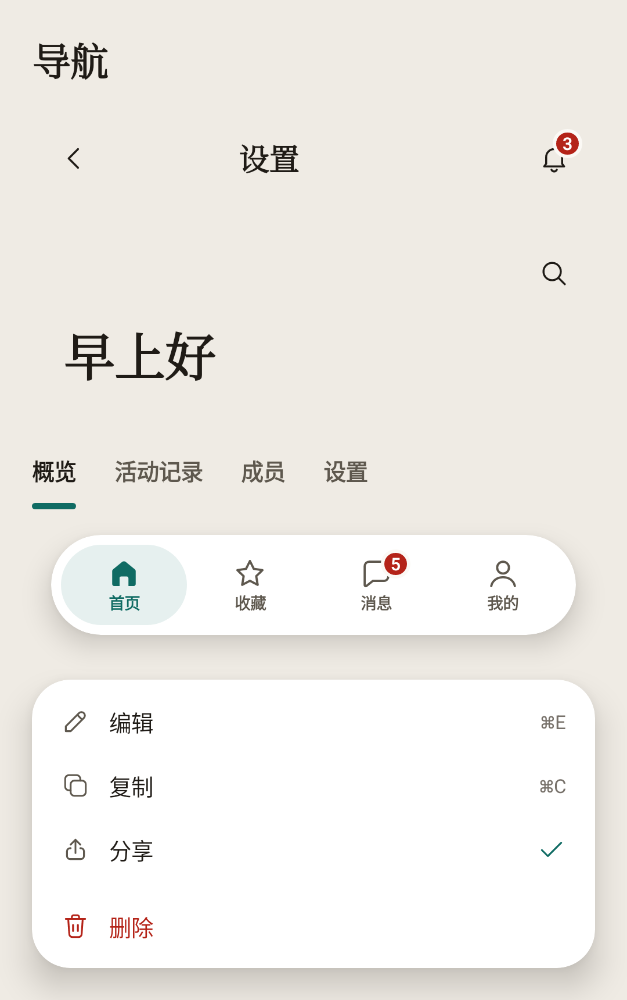 导航
设置
3
早上好
概览 活动记录 成员 设置
5
首页 收藏 消息 我的
编辑 ⌘E
复制 ⌘C
分享
删除